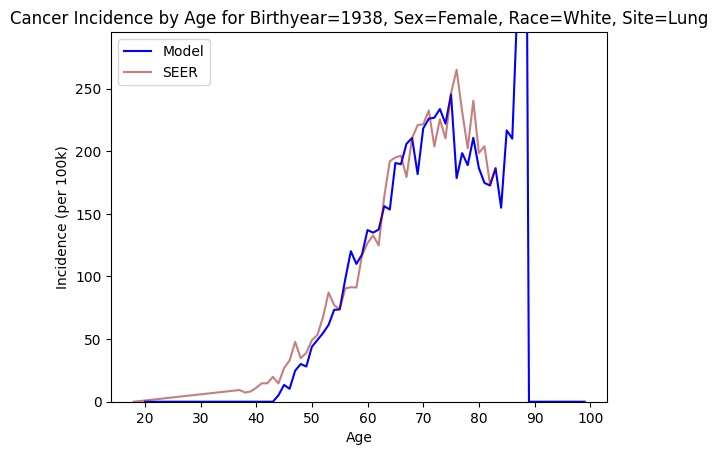 Cancer Incidence by Age for Birthyear=1938, Sex=Female, Race=White, Site=Lung
Model
SEER
Incidence (per 100k)
250
200
150
100
50
0
20 30 40 50 60 70 80 90 100
Age